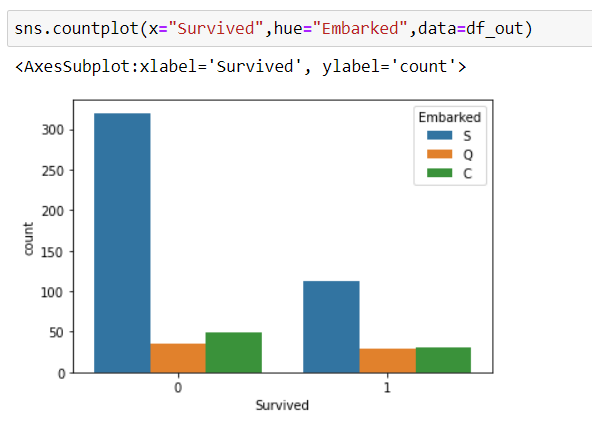 sns.countplot(x="Survived",hue="Embarked",data=df_out)
<AxesSubplot:xlabel='Survived', ylabel='count'>
Embarked
S
Q
C
300
250
200
150
100
50
0
count
0 1
Survived